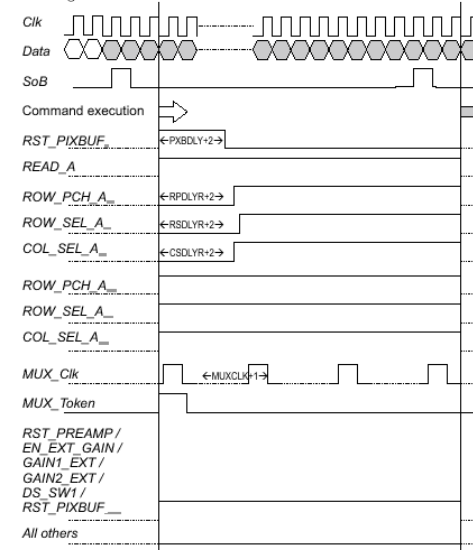 Clk
Data
SoB
Command execution
RST_PIXBUF_
←PXBDLY+2→
READ_A
ROW_PCH_A_
←RPDLYR+2→
ROW_SEL_A_
←RSDLYR+2→
COL_SEL_A_
←CSDLYR+2→
ROW_PCH_A__
ROW_SEL_A__
COL_SEL_A__
MUX_Clk
←MUXCLK+1→
MUX_Token
RST_PREAMP /
EN_EXT_GAIN /
GAIN1_EXT /
GAIN2_EXT /
DS_SW1 /
RST_PIXBUF__
All others